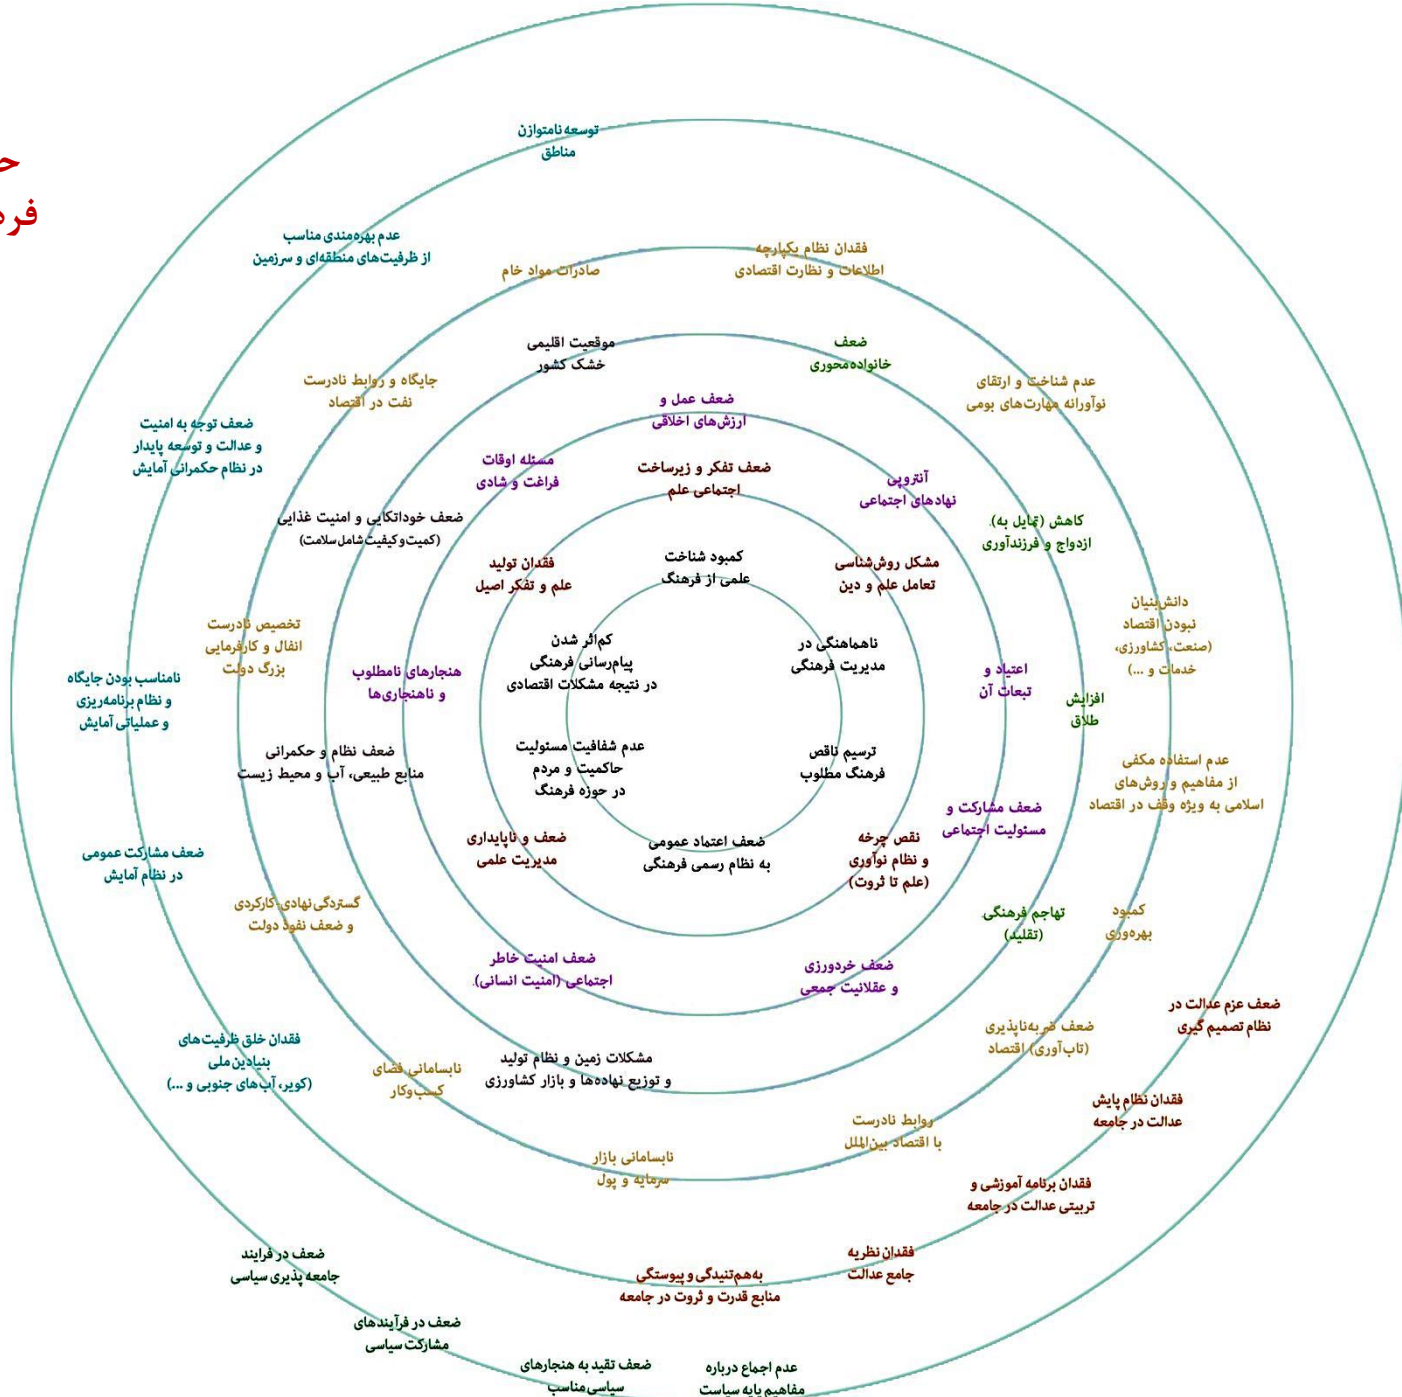 توسعه نامتوازن
مناطق
عدم بهره‌مندی مناسب
از ظرفیت‌های منطقه‌ای و سرزمین
فقدان نظام یکپارچه
اطلاعات و نظارت اقتصادی
صادرات مواد خام
ضعف
خانواده‌محوری
موقعیت اقلیمی
خشک کشور
عدم شناخت و ارتقای
نوآورانه مهارت‌های بومی
جایگاه و روابط نادرست
نفت در اقتصاد
ضعف عمل و
ارزش‌های اخلاقی
ضعف توجه به امنیت
و عدالت و توسعه پایدار
در نظام حکمرانی آمایش
آنتروپی
نهادهای اجتماعی
ضعف تفکر و زیرساخت
اجتماعی علم
مسئله اوقات
فراغت و شادی
کاهش (تمایل به)
ازدواج و فرزندآوری
ضعف خوداتکایی و امنیت غذایی
(کمیت و کیفیت شامل سلامت)
مشکل روش‌شناسی
تعامل علم و دین
کمبود شناخت
علمی از فرهنگ
فقدان تولید
علم و تفکر اصیل
دانش‌بنیان
نبودن اقتصاد
(صنعت، کشاورزی،
خدمات و ...)
تخصیص نادرست
انفال و کارفرمایی
بزرگ دولت
ناهماهنگی در
مدیریت فرهنگی
کم‌اثر شدن
پیام‌رسانی فرهنگی
در نتیجه مشکلات اقتصادی
اعتیاد و
تبعات آن
هنجارهای نامطلوب
و ناهنجاری‌ها
نامناسب بودن جایگاه
و نظام برنامه‌ریزی
و عملیاتی آمایش
افزایش
طلاق
ترسیم ناقص
فرهنگ مطلوب
عدم شفافیت مسئولیت
حاکمیت و مردم
در حوزه فرهنگ
ضعف نظام و حکمرانی
منابع طبیعی، آب و محیط زیست
عدم استفاده مکفی
از مفاهیم و روش‌های
اسلامی به ویژه وقف در اقتصاد
ضعف مشارکت و
مسئولیت اجتماعی
نقص چرخه
و نظام نوآوری
(علم تا ثروت)
ضعف اعتماد عمومی
به نظام رسمی فرهنگی
ضعف و ناپایداری
مدیریت علمی
ضعف مشارکت عمومی
در نظام آمایش
کمبود
بهره‌وری
تهاجم فرهنگی
(تقلید)
گستردگی نهادی-کارکردی
و ضعف نفوذ دولت
ضعف خردورزی
و عقلانیت جمعی
ضعف امنیت خاطر
اجتماعی (امنیت انسانی)
ضعف عزم عدالت در
نظام تصمیم گیری
ضعف ضربه‌ناپذیری
(تاب‌آوری) اقتصاد
فقدان خلق ظرفیت‌های
بنیادین ملی
(کویر، آب‌های جنوبی و ...)
مشکلات زمین و نظام تولید
و توزیع نهاده‌ها و بازار کشاورزی
نابسامانی فضای
کسب‌وکار
فقدان نظام پایش
عدالت در جامعه
روابط نادرست
با اقتصاد بین‌الملل
نابسامانی بازار
سرمایه و پول
فقدان برنامه آموزشی و
تربیتی عدالت در جامعه
فقدان نظریه
جامع عدالت
به‌هم‌تنیدگی و پیوستگی
منابع قدرت و ثروت در جامعه
ضعف در فرایند
جامعه پذیری سیاسی
ضعف در فرآیندهای
مشارکت سیاسی
عدم اجماع درباره
مفاهیم پایه سیاست
ضعف تقید به هنجارهای
سیاسی مناسب